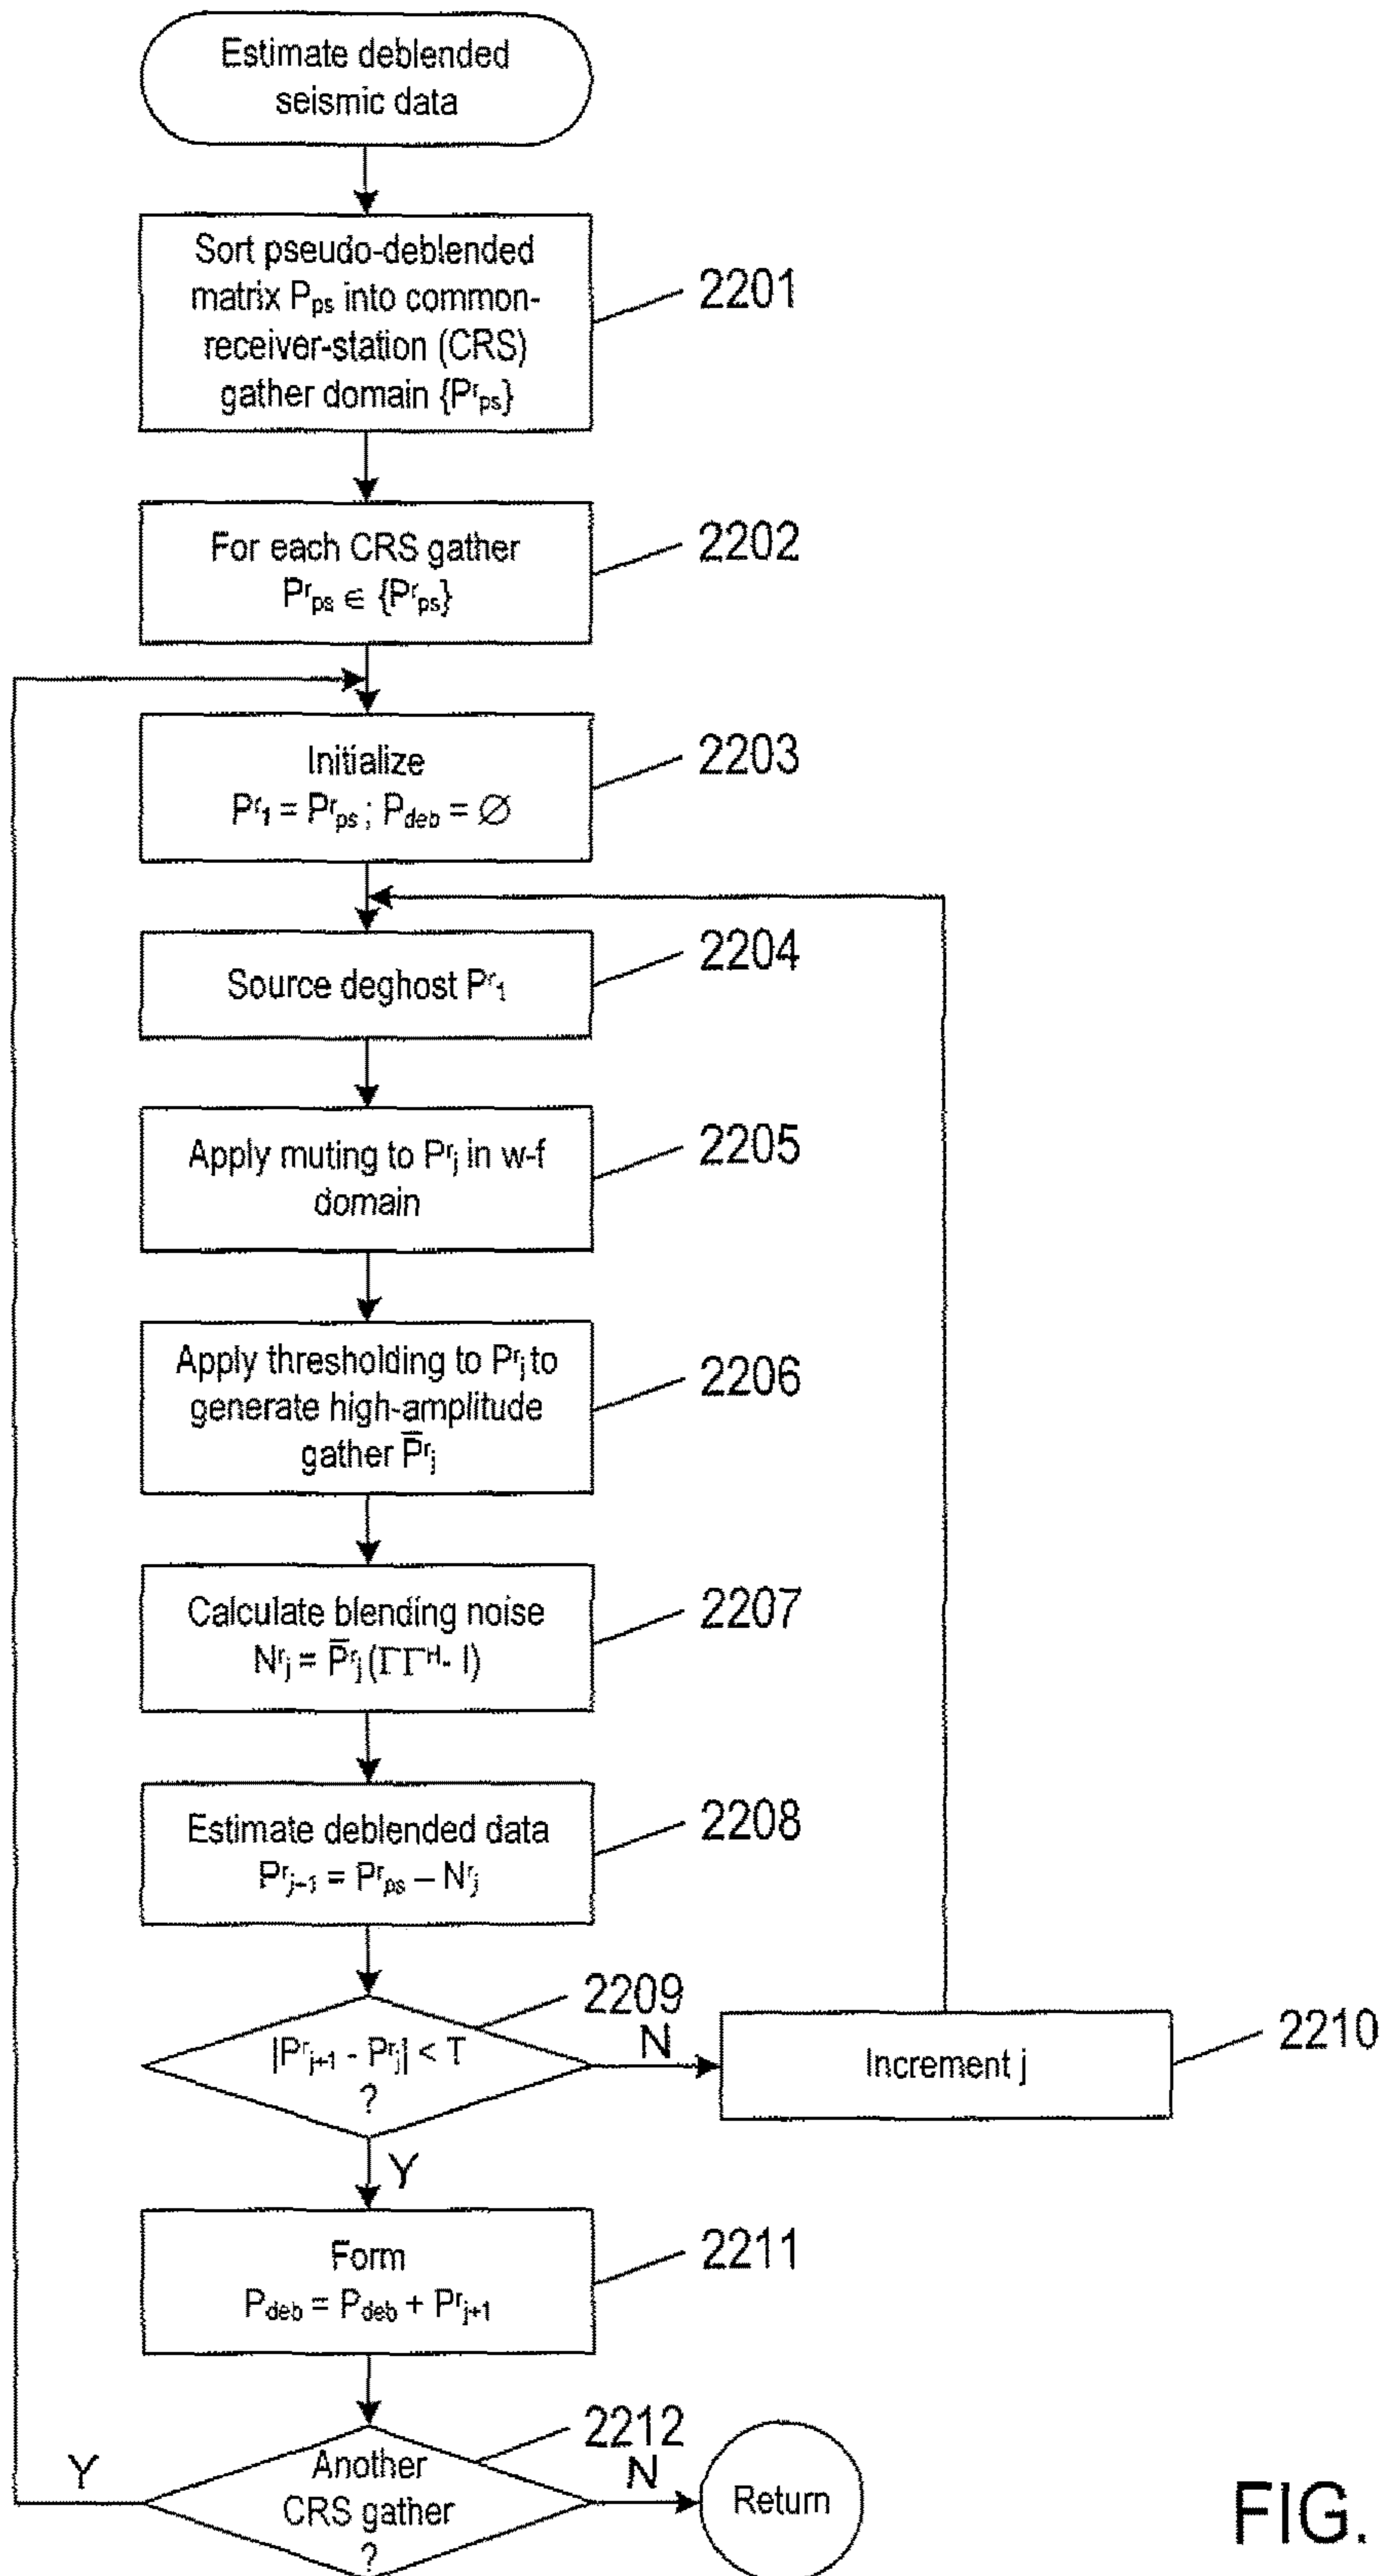 Estimate deblended
seismic data
Sort pseudo-deblended
matrix Pps into common-
receiver-station (CRS)
gather domain {Prps}
2201
For each CRS gather
Prps ∈ {Prps}
2202
Initialize
Pr1 = Prps ; Pdeb = ∅
2203
Source deghost Pr1
2204
Apply muting to Prj in w-f
domain
2205
Apply thresholding to Prj to
generate high-amplitude
gather P̄rj
2206
Calculate blending noise
Nrj = P̄rj (ΓΓH - I)
2207
Estimate deblended data
Prj-1 = Prps – Nrj
2208
|Prj+1 - Prj| < T
?
2209
N
Increment j
2210
Y
Form
Pdeb = Pdeb + Prj+1
2211
Another
CRS gather
?
2212
Y
N
Return
FIG.